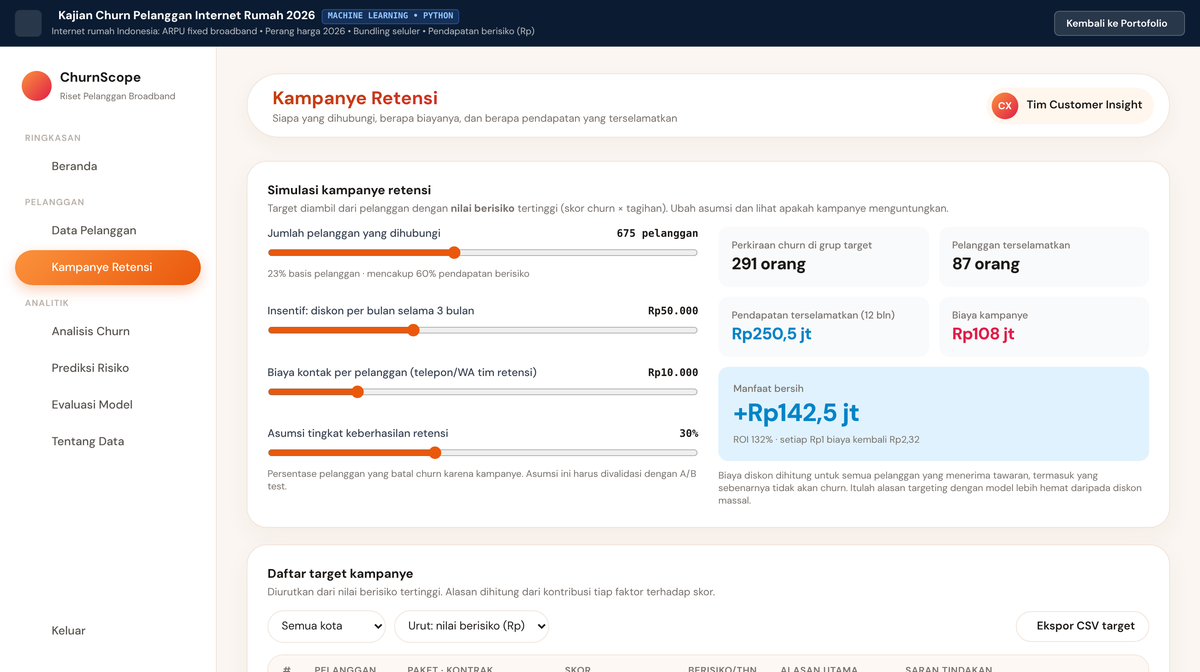 Kajian Churn Pelanggan Internet Rumah 2026
MACHINE LEARNING • PYTHON
Internet rumah Indonesia: ARPU fixed broadband • Perang harga 2026 • Bundling seluler • Pendapatan berisiko (Rp)
Kembali ke Portofolio
ChurnScope
Riset Pelanggan Broadband
RINGKASAN
Beranda
PELANGGAN
Data Pelanggan
Kampanye Retensi
ANALITIK
Analisis Churn
Prediksi Risiko
Evaluasi Model
Tentang Data
Keluar
Kampanye Retensi
Siapa yang dihubungi, berapa biayanya, dan berapa pendapatan yang terselamatkan
CX
Tim Customer Insight
Simulasi kampanye retensi
Target diambil dari pelanggan dengan nilai berisiko tertinggi (skor churn × tagihan). Ubah asumsi dan lihat apakah kampanye menguntungkan.
Jumlah pelanggan yang dihubungi
675 pelanggan
23% basis pelanggan · mencakup 60% pendapatan berisiko
Insentif: diskon per bulan selama 3 bulan
Rp50.000
Biaya kontak per pelanggan (telepon/WA tim retensi)
Rp10.000
Asumsi tingkat keberhasilan retensi
30%
Persentase pelanggan yang batal churn karena kampanye. Asumsi ini harus divalidasi dengan A/B
test.
Perkiraan churn di grup target
291 orang
Pelanggan terselamatkan
87 orang
Pendapatan terselamatkan (12 bln)
Rp250,5 jt
Biaya kampanye
Rp108 jt
Manfaat bersih
+Rp142,5 jt
ROI 132% · setiap Rp1 biaya kembali Rp2,32
Biaya diskon dihitung untuk semua pelanggan yang menerima tawaran, termasuk yang
sebenarnya tidak akan churn. Itulah alasan targeting dengan model lebih hemat daripada diskon
massal.
Daftar target kampanye
Diurutkan dari nilai berisiko tertinggi. Alasan dihitung dari kontribusi tiap faktor terhadap skor.
Semua kota
Urut: nilai berisiko (Rp)
Ekspor CSV target
# PELANGGAN PAKET · KONTRAK SKOR BERISIKO/THN ALASAN UTAMA SARAN TINDAKAN